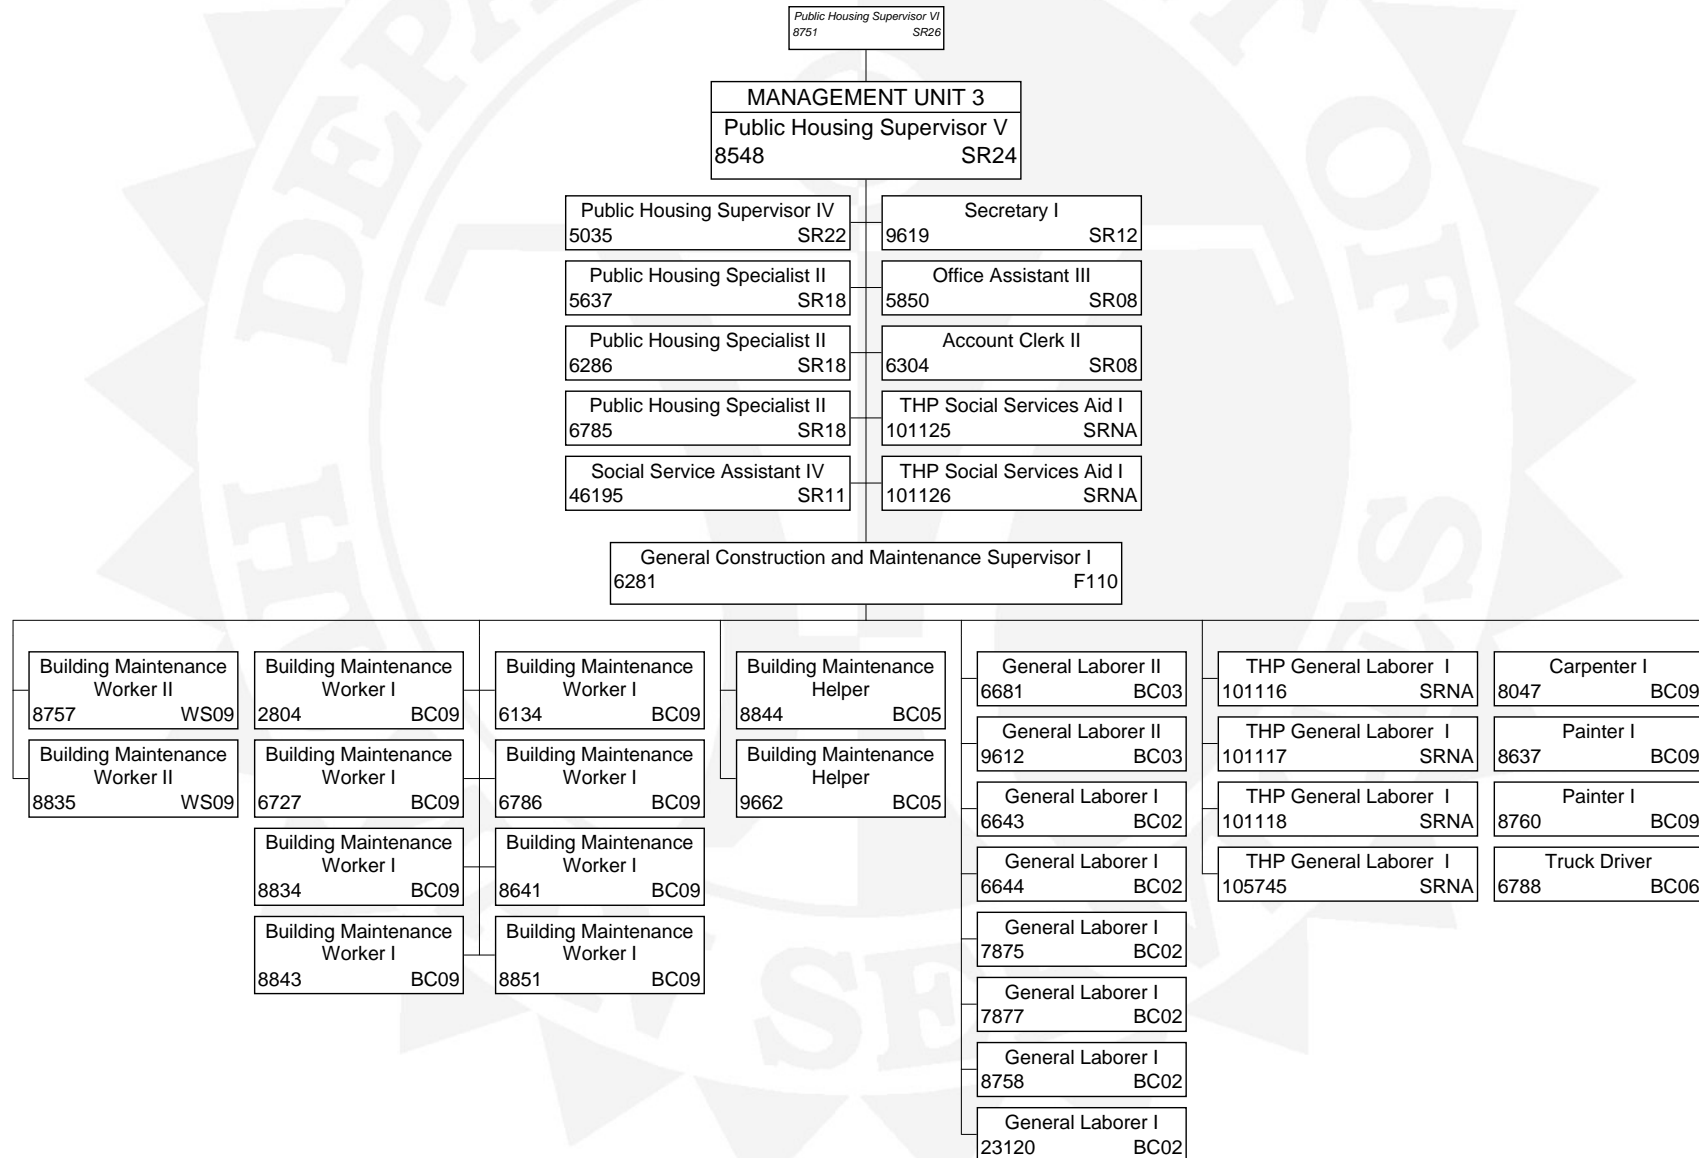 Public Housing Supervisor VI
8751 SR26
MANAGEMENT UNIT 3
Public Housing Supervisor V
8548 SR24
Public Housing Supervisor IV
5035 SR22
Secretary I
9619 SR12
Public Housing Specialist II
5637 SR18
Office Assistant III
5850 SR08
Public Housing Specialist II
6286 SR18
Account Clerk II
6304 SR08
Public Housing Specialist II
6785 SR18
THP Social Services Aid I
101125 SRNA
Social Service Assistant IV
46195 SR11
THP Social Services Aid I
101126 SRNA
General Construction and Maintenance Supervisor I
6281 F110
Building Maintenance
Worker II
8757 WS09
Building Maintenance
Worker II
8835 WS09
Building Maintenance
Worker I
2804 BC09
Building Maintenance
Worker I
6727 BC09
Building Maintenance
Worker I
8834 BC09
Building Maintenance
Worker I
8843 BC09
Building Maintenance
Worker I
6134 BC09
Building Maintenance
Worker I
6786 BC09
Building Maintenance
Worker I
8641 BC09
Building Maintenance
Worker I
8851 BC09
Building Maintenance
Helper
8844 BC05
Building Maintenance
Helper
9662 BC05
General Laborer II
6681 BC03
General Laborer II
9612 BC03
General Laborer I
6643 BC02
General Laborer I
6644 BC02
General Laborer I
7875 BC02
General Laborer I
7877 BC02
General Laborer I
8758 BC02
General Laborer I
23120 BC02
THP General Laborer I
101116 SRNA
THP General Laborer I
101117 SRNA
THP General Laborer I
101118 SRNA
THP General Laborer I
105745 SRNA
Carpenter I
8047 BC09
Painter I
8637 BC09
Painter I
8760 BC09
Truck Driver
6788 BC06